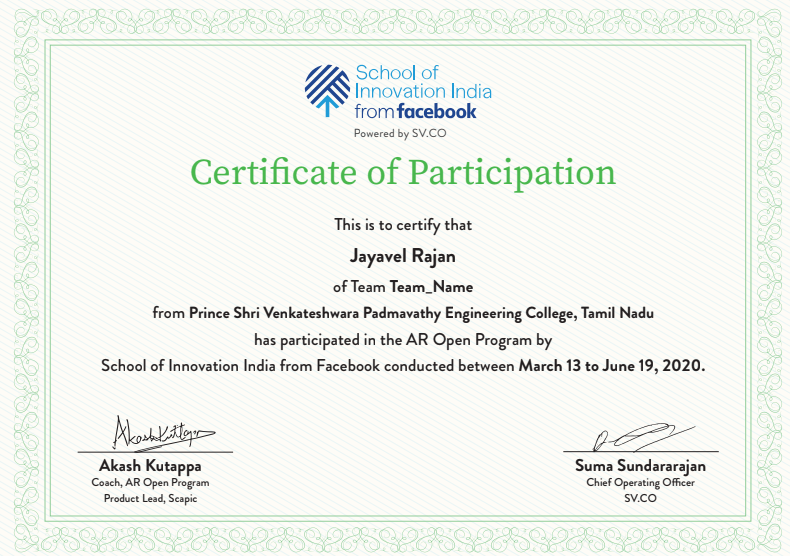 School of
Innovation India
from facebook
Powered by SV.CO
Certificate of Participation
This is to certify that
Jayavel Rajan
of Team Team_Name
from Prince Shri Venkateshwara Padmavathy Engineering College, Tamil Nadu
has participated in the AR Open Program by
School of Innovation India from Facebook conducted between March 13 to June 19, 2020.
Akash Kuttappa
Akash Kutappa
Coach, AR Open Program
Product Lead, Scapic
Suma Sundararajan
Chief Operating Officer
SV.CO